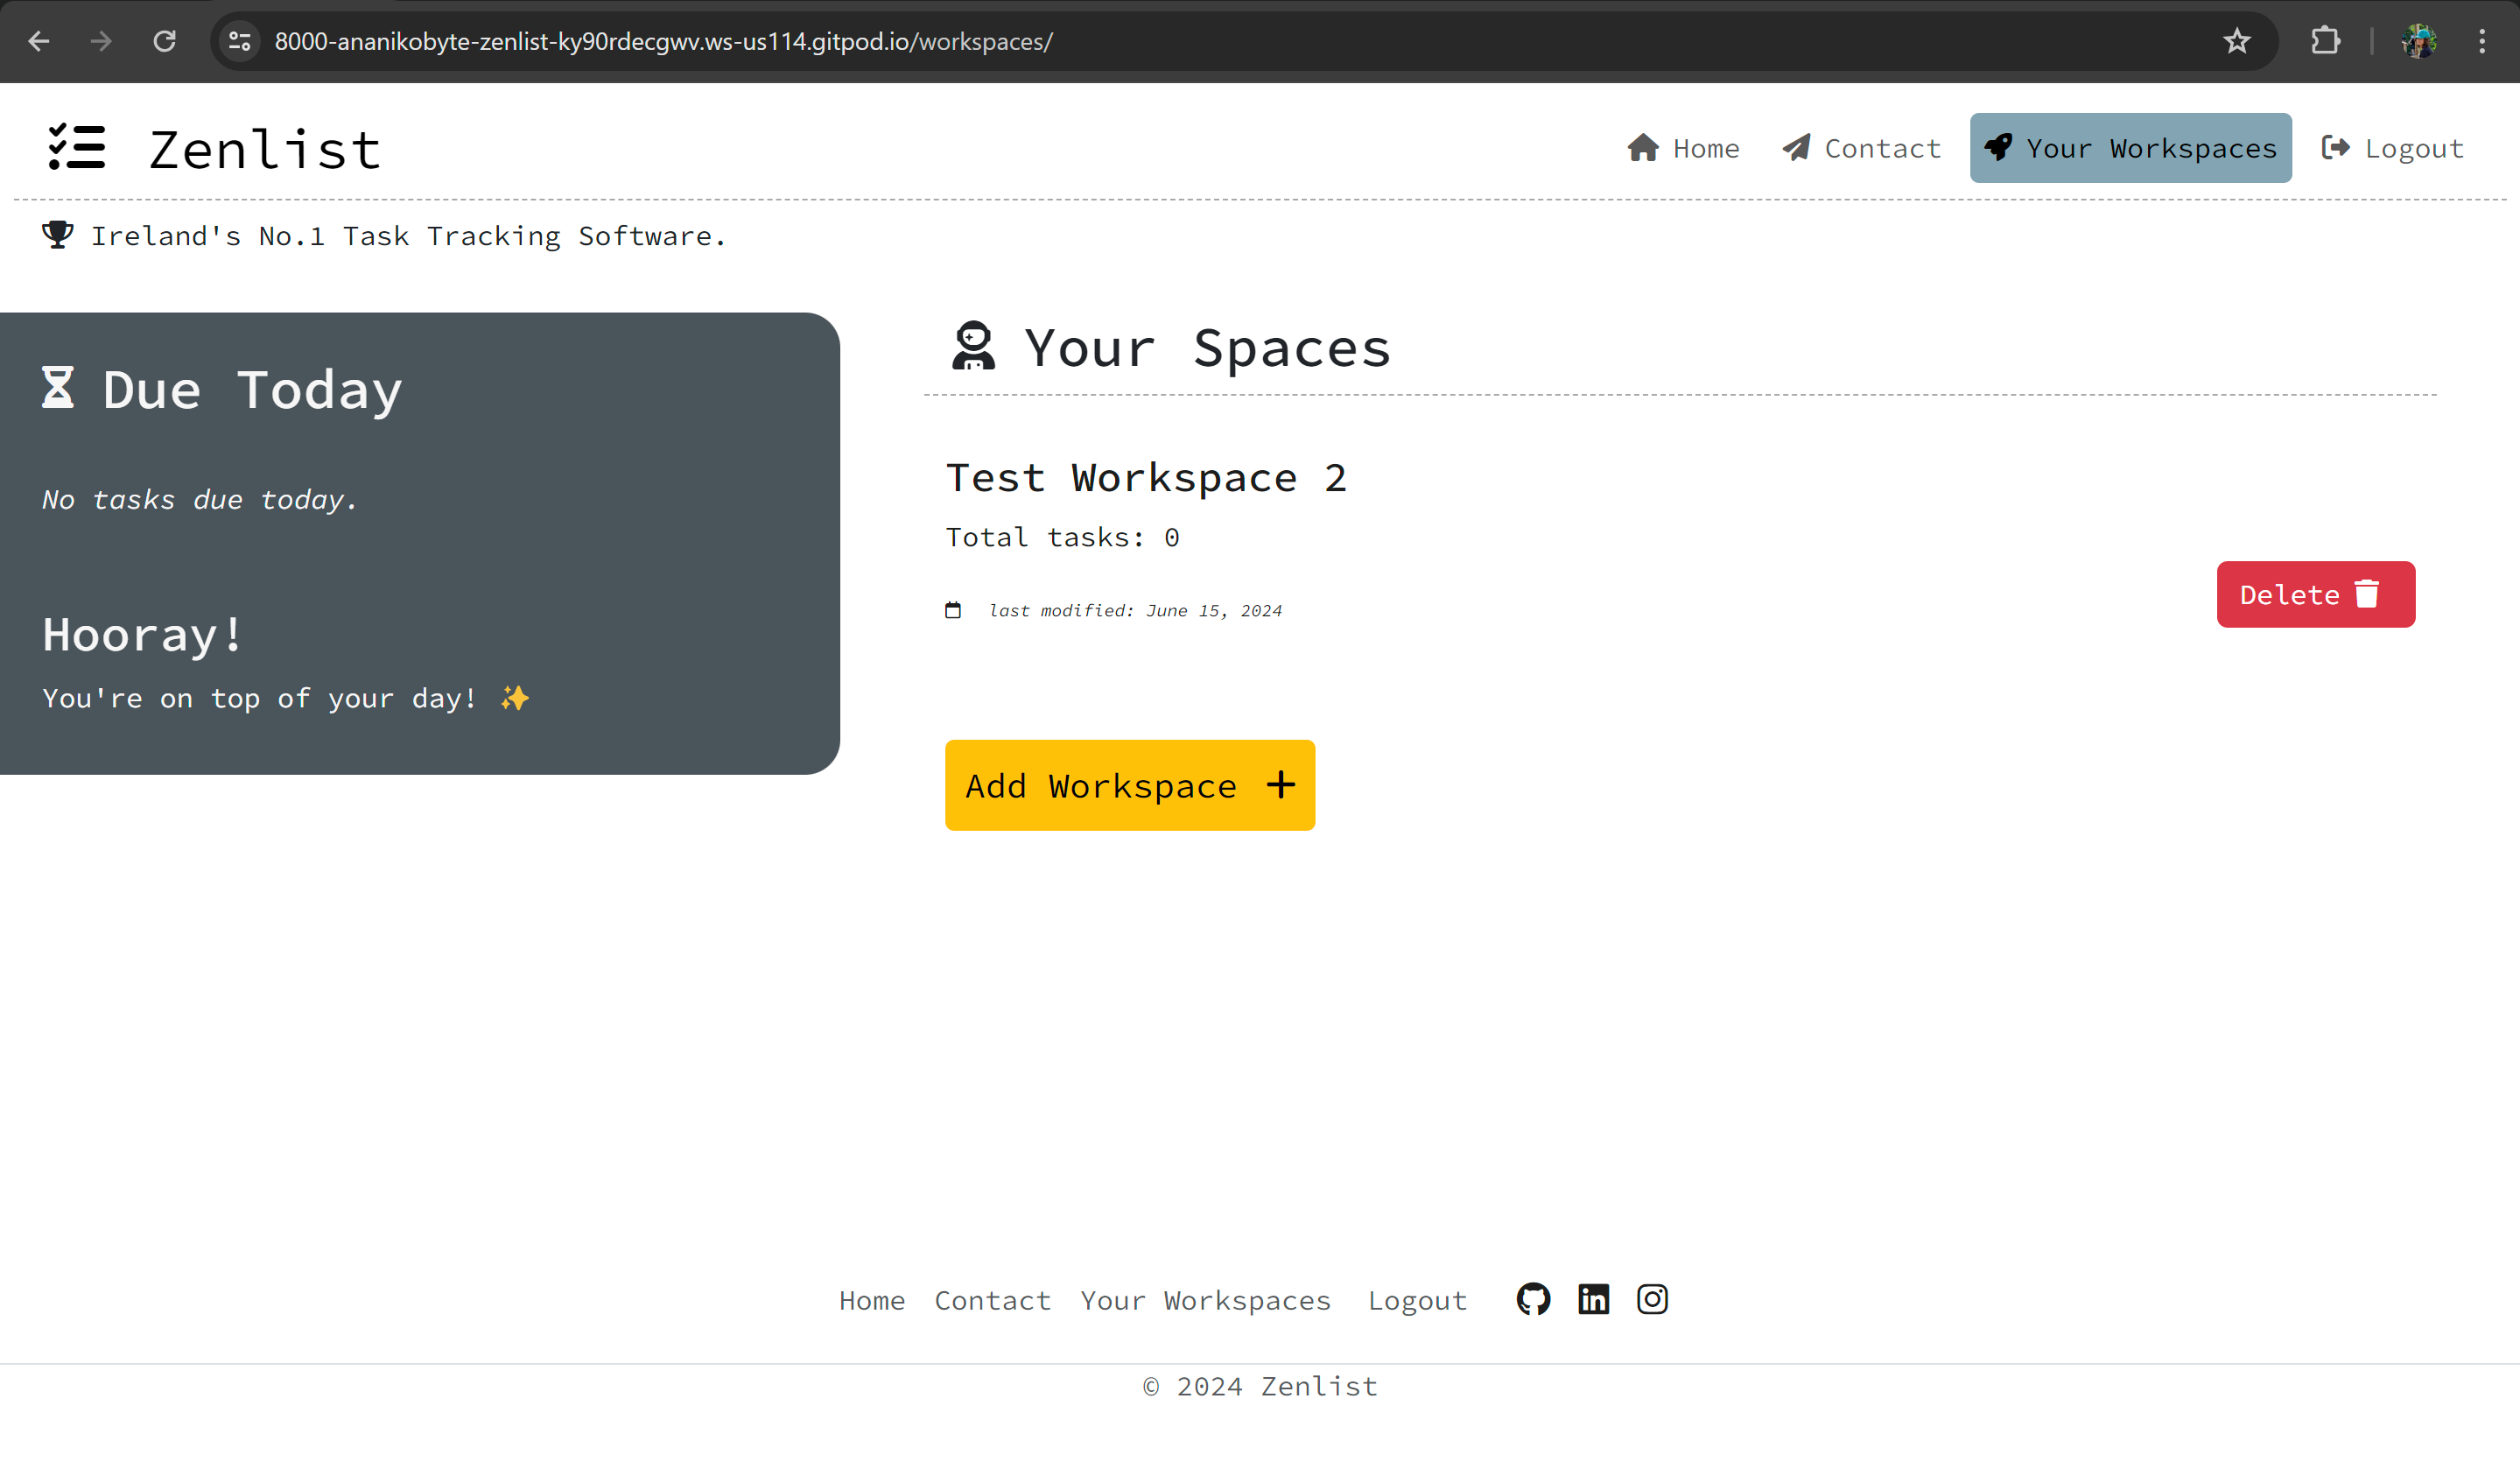 8000-ananikobyte-zenlist-ky90rdecgwv.ws-us114.gitpod.io/workspaces/
Zenlist
Home
Contact
Your Workspaces
Logout
Ireland's No.1 Task Tracking Software.
Due Today
No tasks due today.
Hooray!
You're on top of your day! ✨
Your Spaces
Test Workspace 2
Total tasks: 0
last modified: June 15, 2024
Delete
Add Workspace +
Home Contact Your Workspaces Logout
© 2024 Zenlist